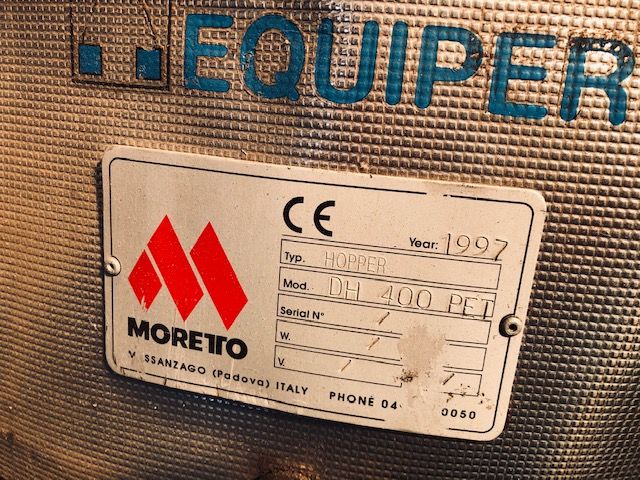 EQUIPER
CE
Year: 1997
Typ. HOPPER
Mod. DH 400 PET
Serial N° /
W. /
V. / /
MORETTO
V SSANZAGO (Padova) ITALY PHONE 04 0050